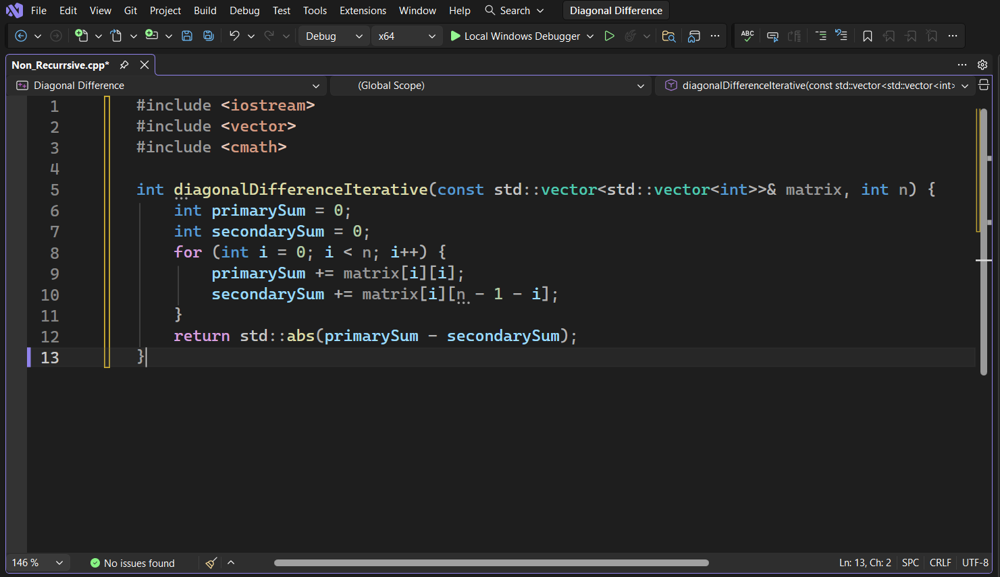 File Edit View Git Project Build Debug Test Tools Extensions Window Help Search Diagonal Difference
Debug x64 Local Windows Debugger ABC
Non_Recurrsive.cpp*
Diagonal Difference (Global Scope) diagonalDifferenceIterative(const std::vector<std::vector<int>
1 #include <iostream>
2 #include <vector>
3 #include <cmath>
4
5 int diagonalDifferenceIterative(const std::vector<std::vector<int>>& matrix, int n) {
6 int primarySum = 0;
7 int secondarySum = 0;
8 for (int i = 0; i < n; i++) {
9 primarySum += matrix[i][i];
10 secondarySum += matrix[i][n - 1 - i];
11 }
12 return std::abs(primarySum - secondarySum);
13 }
146 % No issues found Ln: 13, Ch: 2 SPC CRLF UTF-8